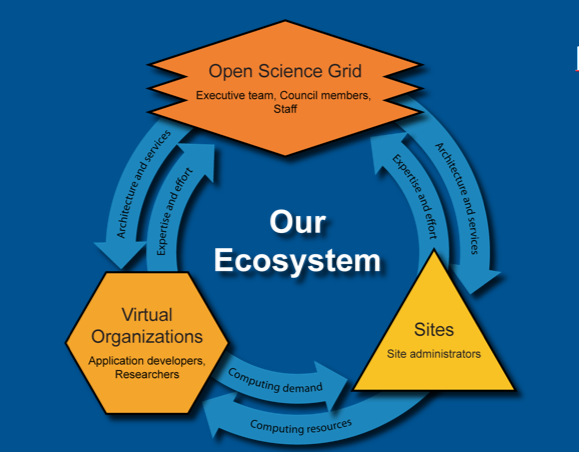 Open Science Grid
Executive team, Council members,
Staff
Architecture and services
Expertise and effort
Expertise and effort
Architecture and services
Our
Ecosystem
Virtual
Organizations
Application developers,
Researchers
Sites
Site administrators
Computing demand
Computing resources